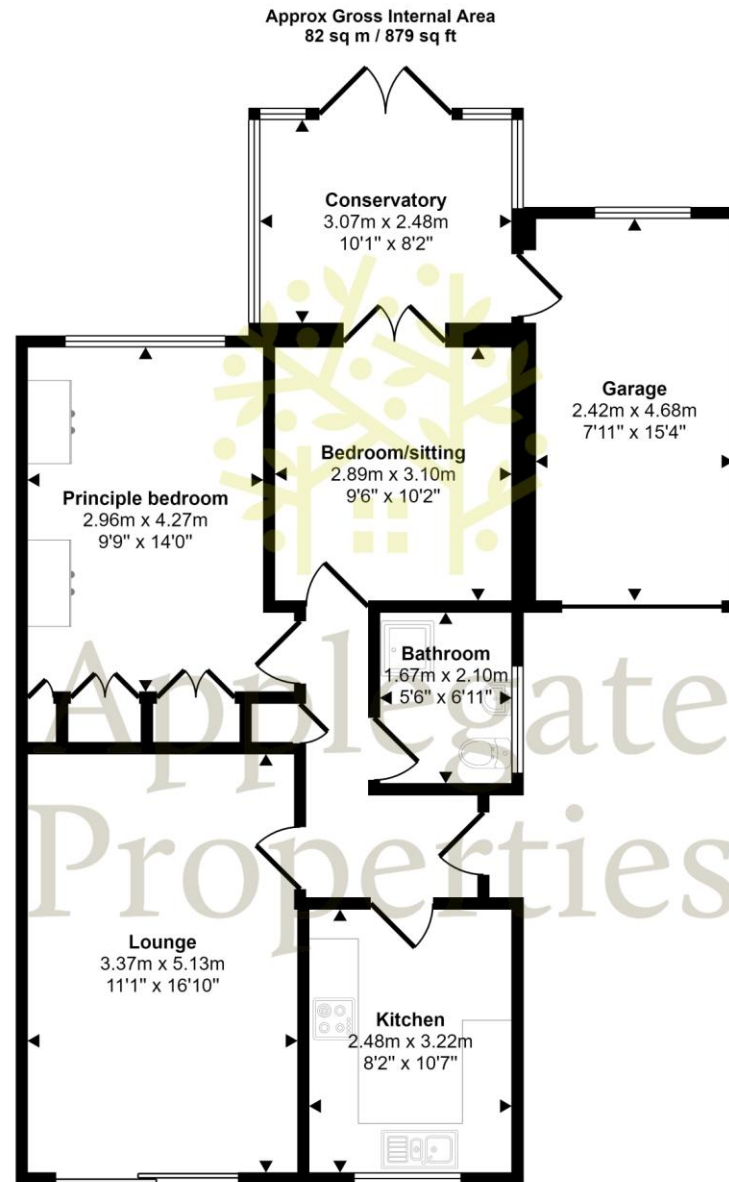 Approx Gross Internal Area
82 sq m / 879 sq ft
Conservatory
3.07m x 2.48m
10'1" x 8'2"
Garage
2.42m x 4.68m
7'11" x 15'4"
Bedroom/sitting
2.89m x 3.10m
9'6" x 10'2"
Principle bedroom
2.96m x 4.27m
9'9" x 14'0"
Bathroom
1.67m x 2.10m
5'6" x 6'11"
Applegate
Properties
Lounge
3.37m x 5.13m
11'1" x 16'10"
Kitchen
2.48m x 3.22m
8'2" x 10'7"